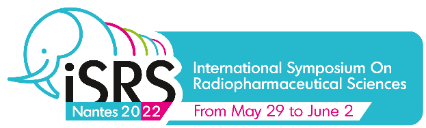 iSRS
Nantes 2022
International Symposium On
Radiopharmaceutical Sciences
From May 29 to June 2